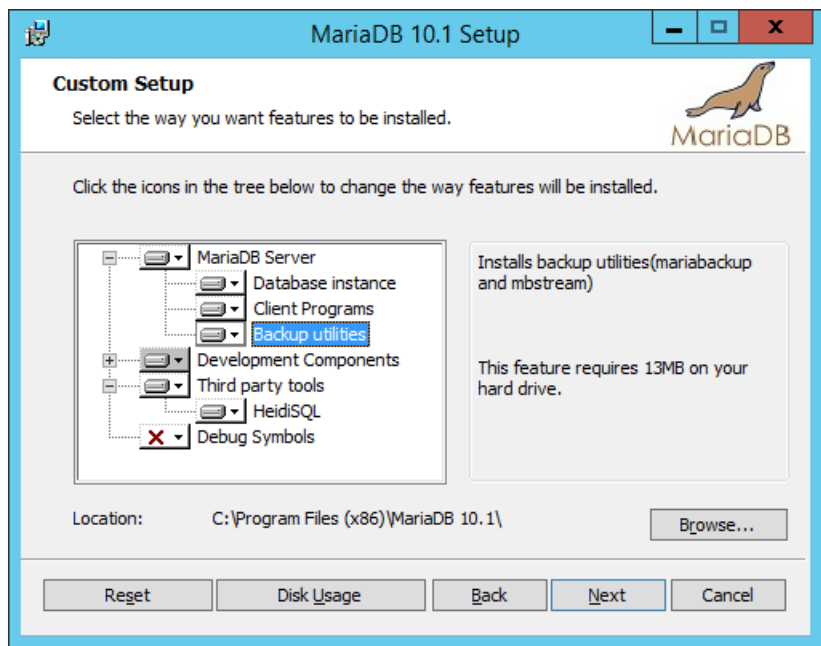 MariaDB 10.1 Setup
Custom Setup
Select the way you want features to be installed.
MariaDB
Click the icons in the tree below to change the way features will be installed.
MariaDB Server
Database instance
Client Programs
Backup utilities
Development Components
Third party tools
HeidiSQL
Debug Symbols
Installs backup utilities(mariabackup
and mbstream)
This feature requires 13MB on your
hard drive.
Location: C:\Program Files (x86)\MariaDB 10.1\
Browse...
Reset Disk Usage Back Next Cancel